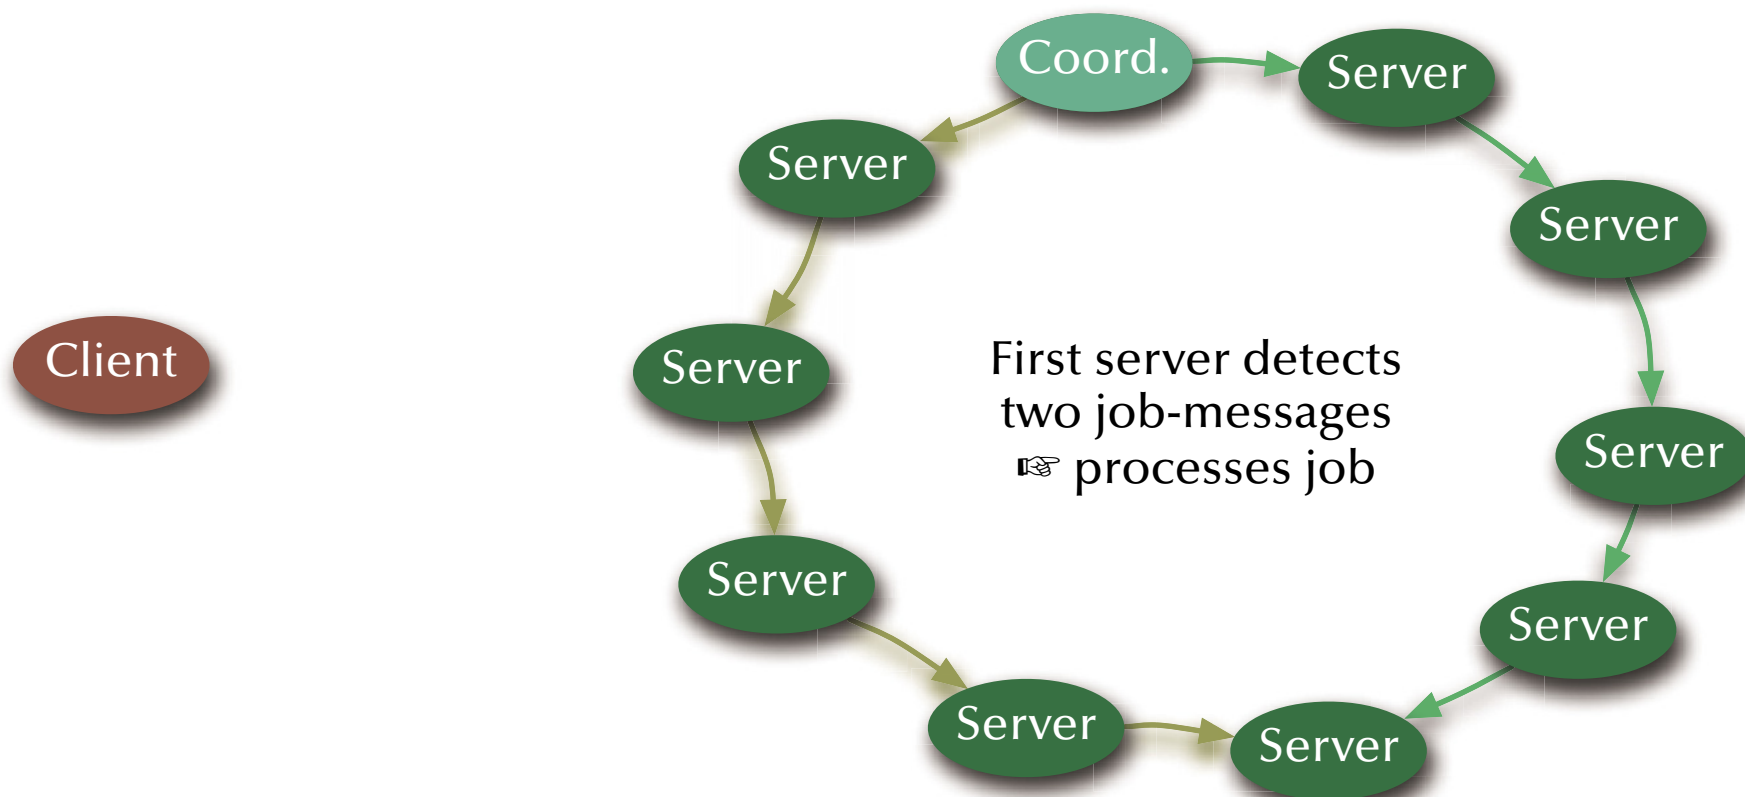 Coord.
Server
Server
Server
Client
Server
Server
Server
Server
Server
Server
First server detects
two job-messages
☞ processes job